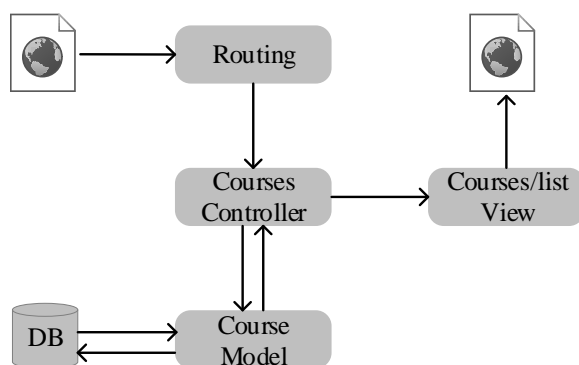 Routing
Courses
Controller
Courses/list
View
DB
Course
Model